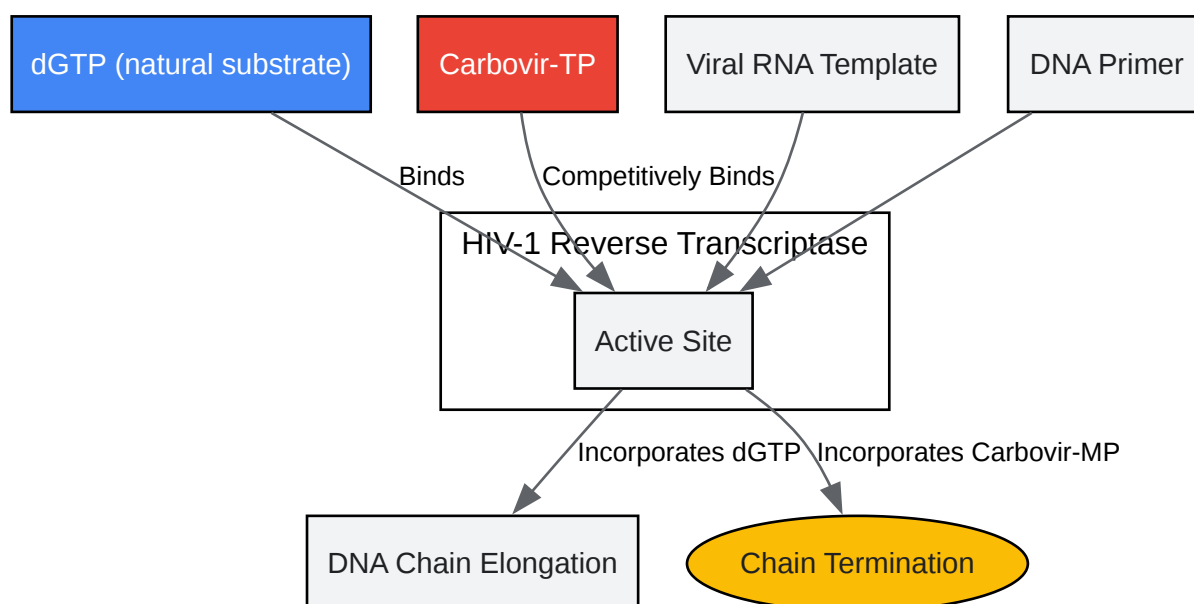 dGTP (natural substrate)
Carbovir-TP
Viral RNA Template
DNA Primer
Binds
Competitively Binds
HIV-1 Reverse Transcriptase
Active Site
Incorporates dGTP
Incorporates Carbovir-MP
DNA Chain Elongation
Chain Termination